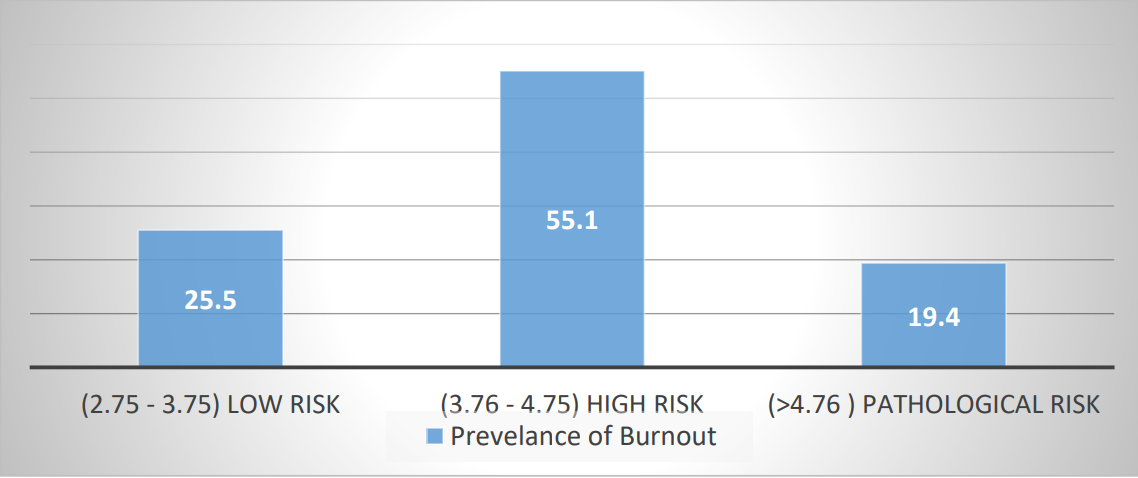 55.1
25.5
19.4
(2.75 - 3.75) LOW RISK
(3.76 - 4.75) HIGH RISK
(>4.76 ) PATHOLOGICAL RISK
Prevelance of Burnout